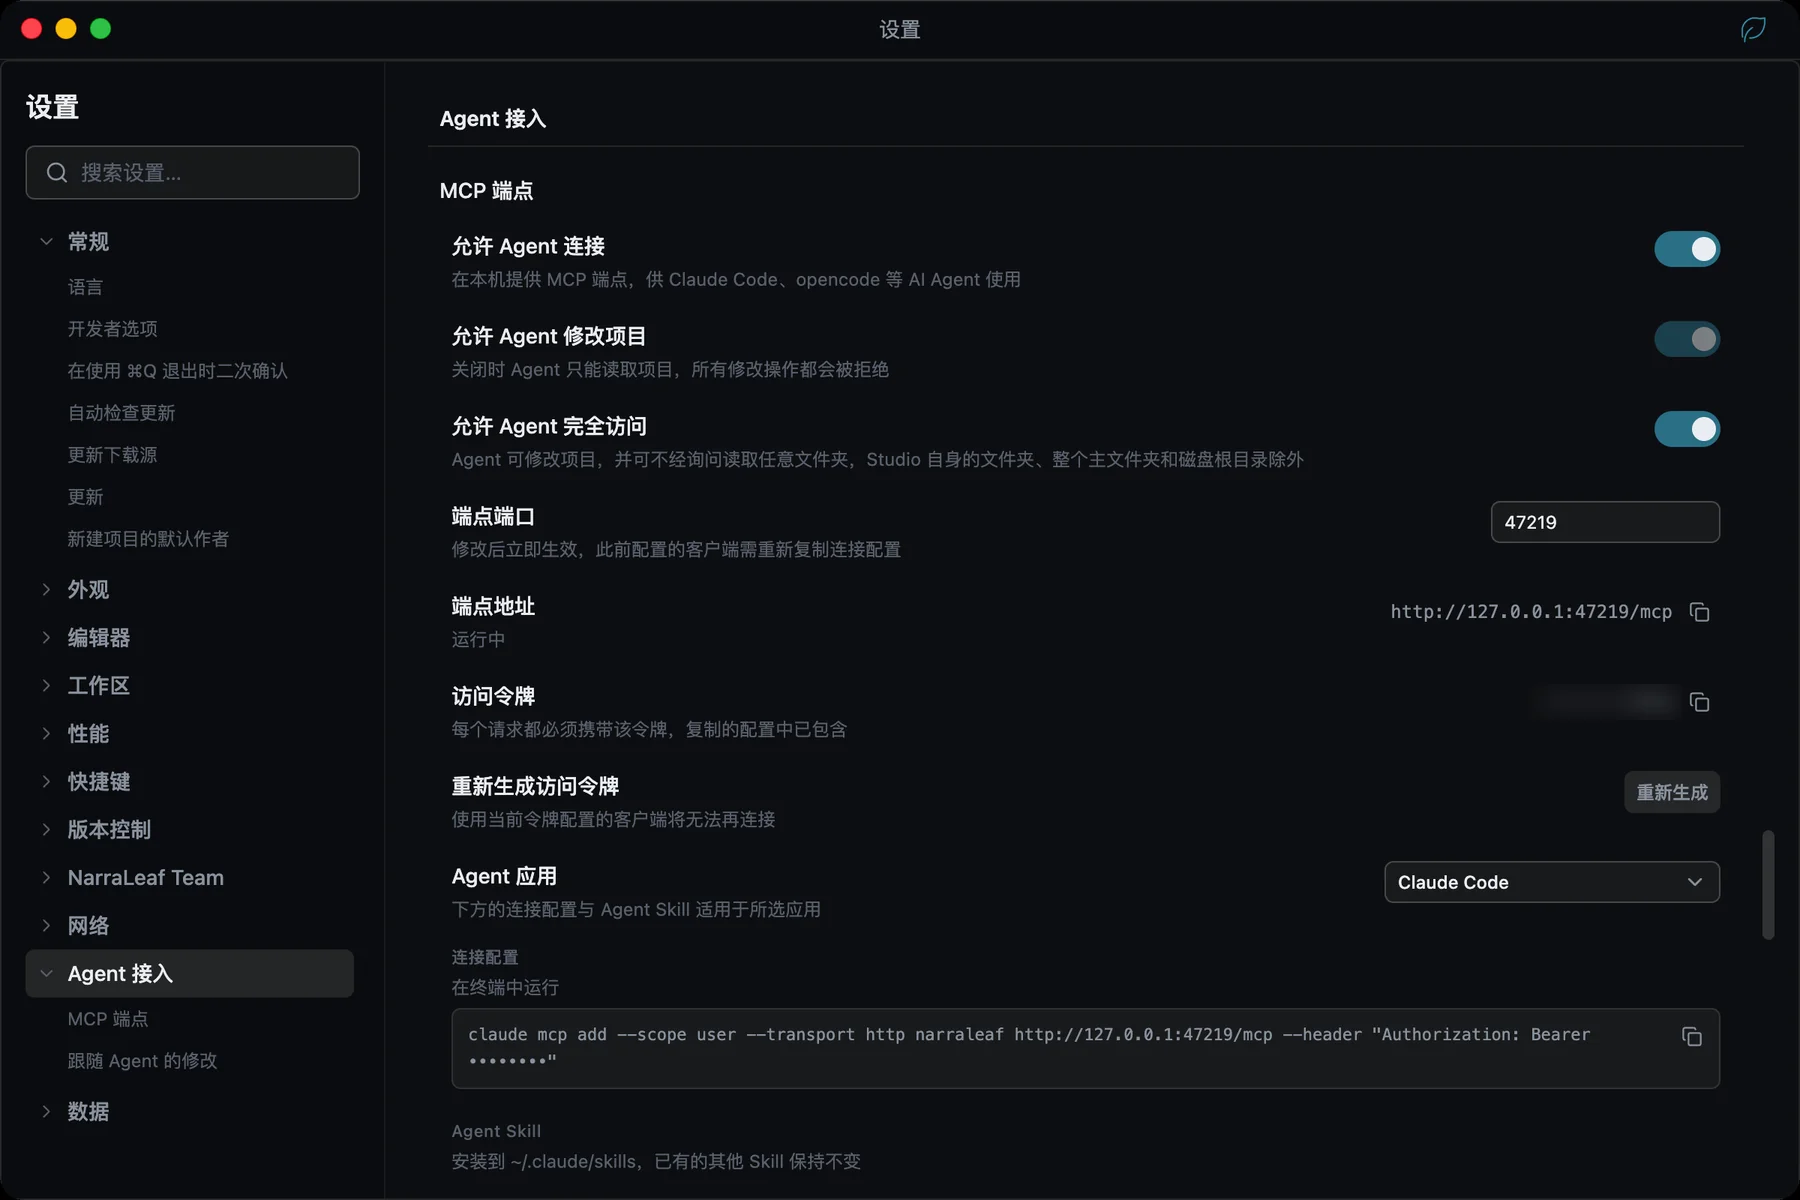 设置
设置
搜索设置...
常规
语言
开发者选项
在使用 ⌘Q 退出时二次确认
自动检查更新
更新下载源
更新
新建项目的默认作者
外观
编辑器
工作区
性能
快捷键
版本控制
NarraLeaf Team
网络
Agent 接入
MCP 端点
跟随 Agent 的修改
数据
Agent 接入
MCP 端点
允许 Agent 连接
在本机提供 MCP 端点，供 Claude Code、opencode 等 AI Agent 使用
允许 Agent 修改项目
关闭时 Agent 只能读取项目，所有修改操作都会被拒绝
允许 Agent 完全访问
Agent 可修改项目，并可不经询问读取任意文件夹，Studio 自身的文件夹、整个主文件夹和磁盘根目录除外
端点端口
47219
修改后立即生效，此前配置的客户端需重新复制连接配置
端点地址
http://127.0.0.1:47219/mcp
运行中
访问令牌
每个请求都必须携带该令牌，复制的配置中已包含
重新生成访问令牌
重新生成
使用当前令牌配置的客户端将无法再连接
Agent 应用
Claude Code
下方的连接配置与 Agent Skill 适用于所选应用
连接配置
在终端中运行
claude mcp add --scope user --transport http narraleaf http://127.0.0.1:47219/mcp --header "Authorization: Bearer
••••••••"
Agent Skill
安装到 ~/.claude/skills，已有的其他 Skill 保持不变